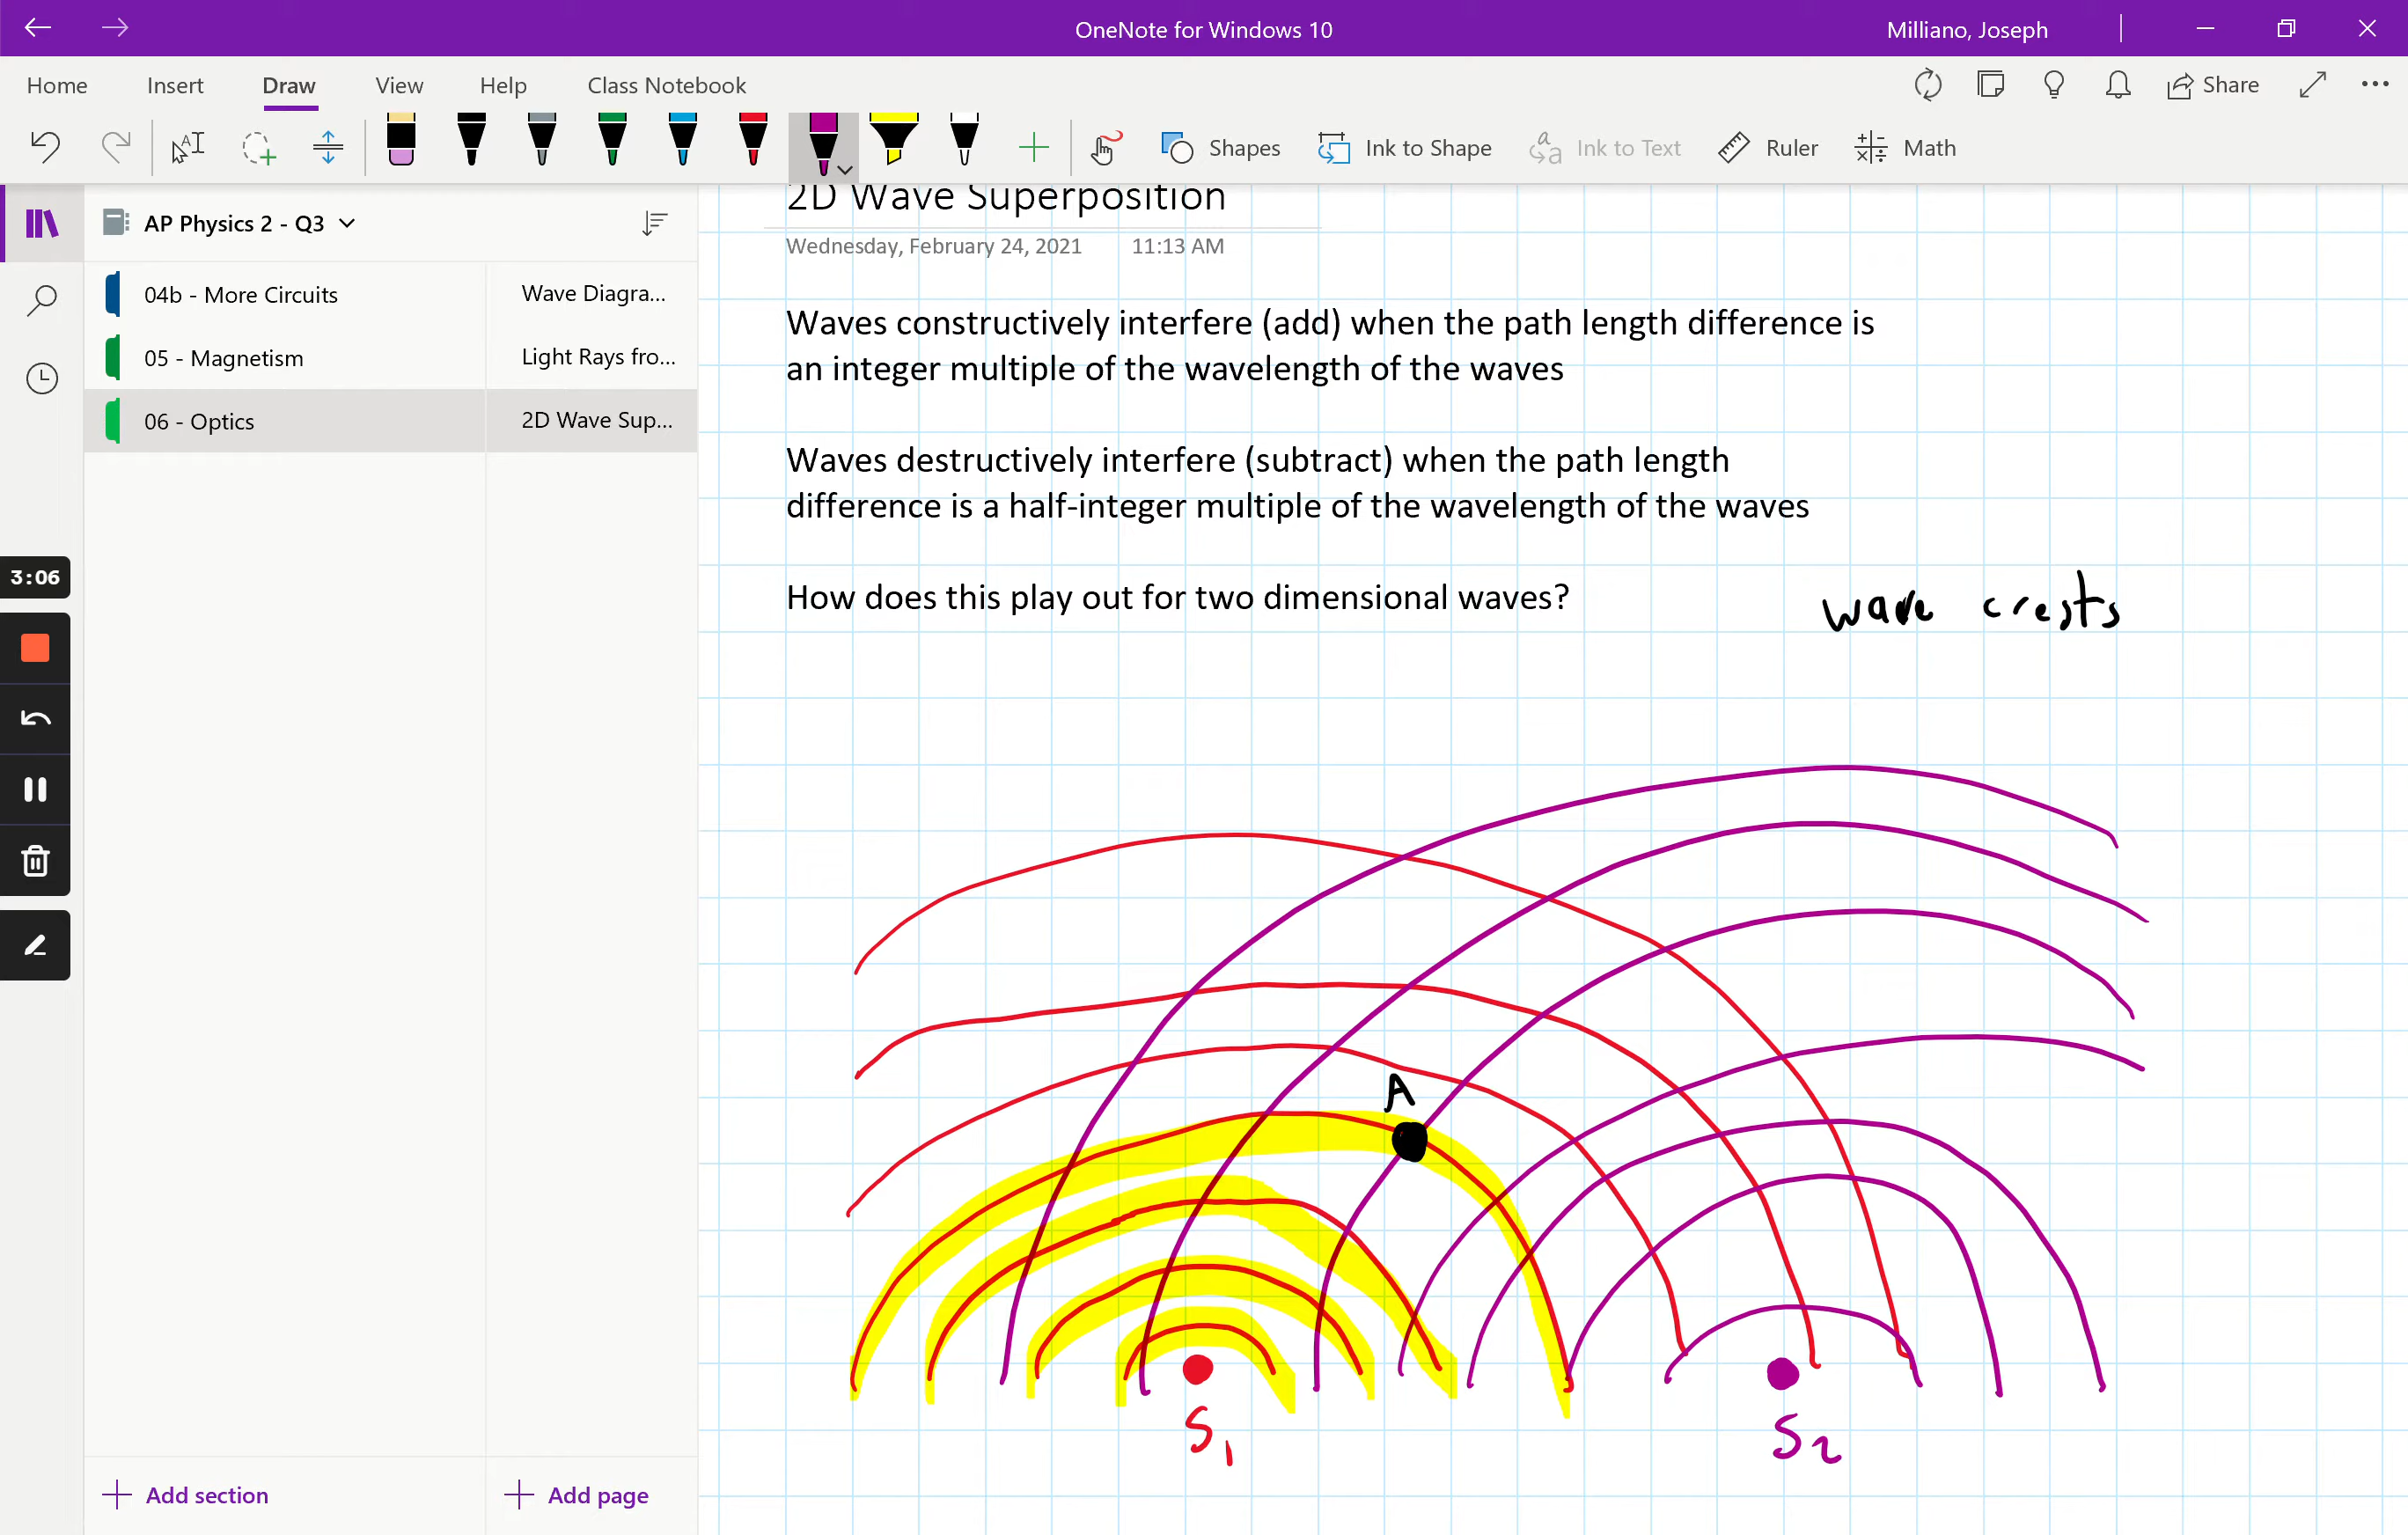 OneNote for Windows 10
Milliano, Joseph
Home Insert Draw View Help Class Notebook
Share
Shapes Ink to Shape Ink to Text Ruler Math
AP Physics 2 - Q3
04b - More Circuits
05 - Magnetism
06 - Optics
Wave Diagra...
Light Rays fro...
2D Wave Sup...
3:06
Add section
Add page
2D Wave Superposition
Wednesday, February 24, 2021 11:13 AM
Waves constructively interfere (add) when the path length difference is
an integer multiple of the wavelength of the waves
Waves destructively interfere (subtract) when the path length
difference is a half-integer multiple of the wavelength of the waves
How does this play out for two dimensional waves?
wave crests
A
S1
S2